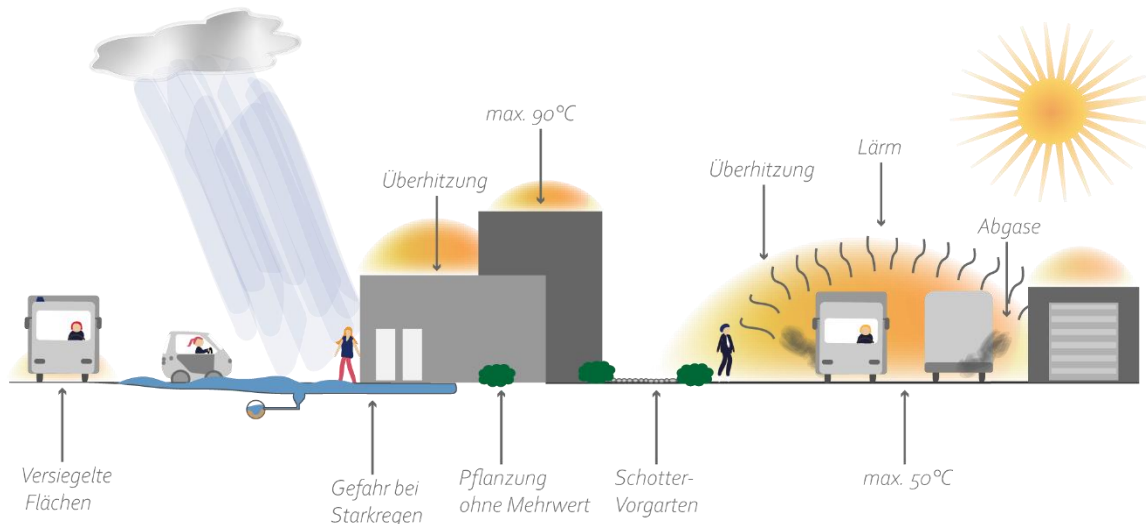 max. 90°C
Überhitzung
Überhitzung
Lärm
Abgase
Versiegelte
Flächen
Gefahr bei
Starkregen
Pflanzung
ohne Mehrwert
Schotter-
Vorgarten
max. 50°C